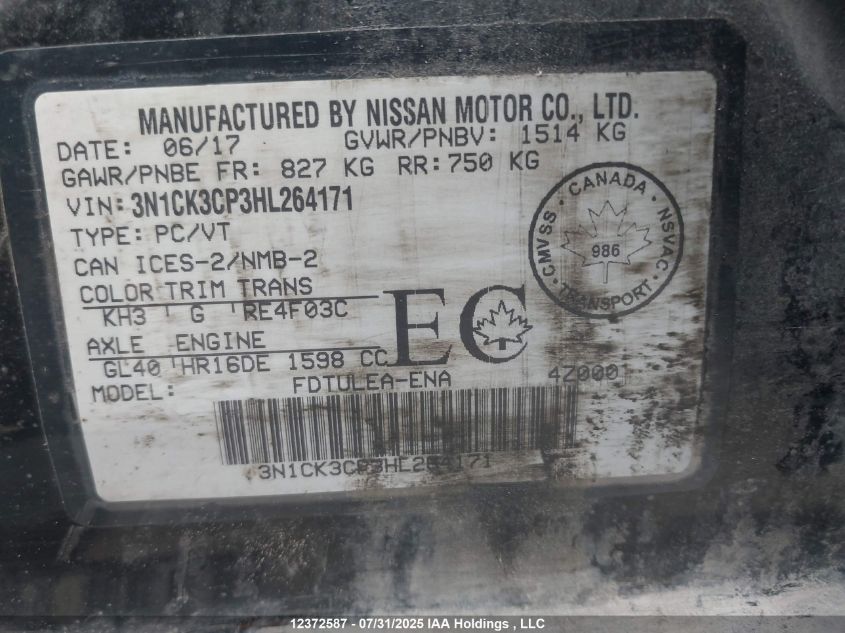 MANUFACTURED BY NISSAN MOTOR CO., LTD.
DATE: 06/17 GVWR/PNBV: 1514 KG
GAWR/PNBE FR: 827 KG RR: 750 KG
VIN: 3N1CK3CP3HL264171
TYPE: PC/VT
CAN ICES-2/NMB-2
COLOR TRIM TRANS
KH3 G RE4F03C
AXLE ENGINE
GL40 HR16DE 1598 CC
MODEL: FDTULEA-ENA 4Z000
3N1CK3CP3HL264171
EC
CMVSS · CANADA · NSVAC · TRANSPORT ·
986
12372587 - 07/31/2025 IAA Holdings , LLC